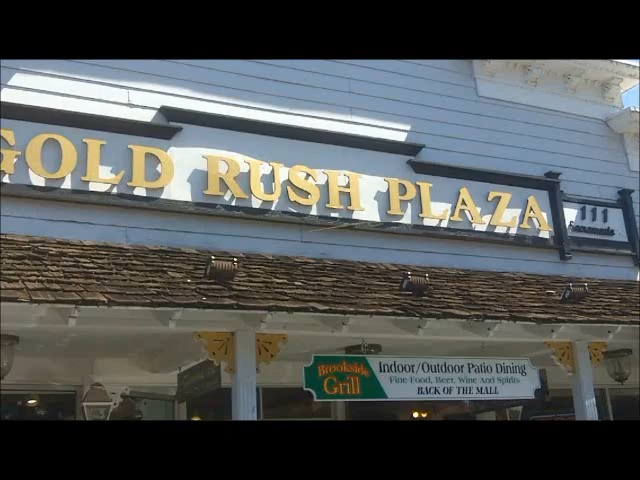 GOLD RUSH PLAZA
111
Sacramento
Brookside
Grill
Indoor/Outdoor Patio Dining
Fine Food, Beer, Wine And Spirits
BACK OF THE MALL